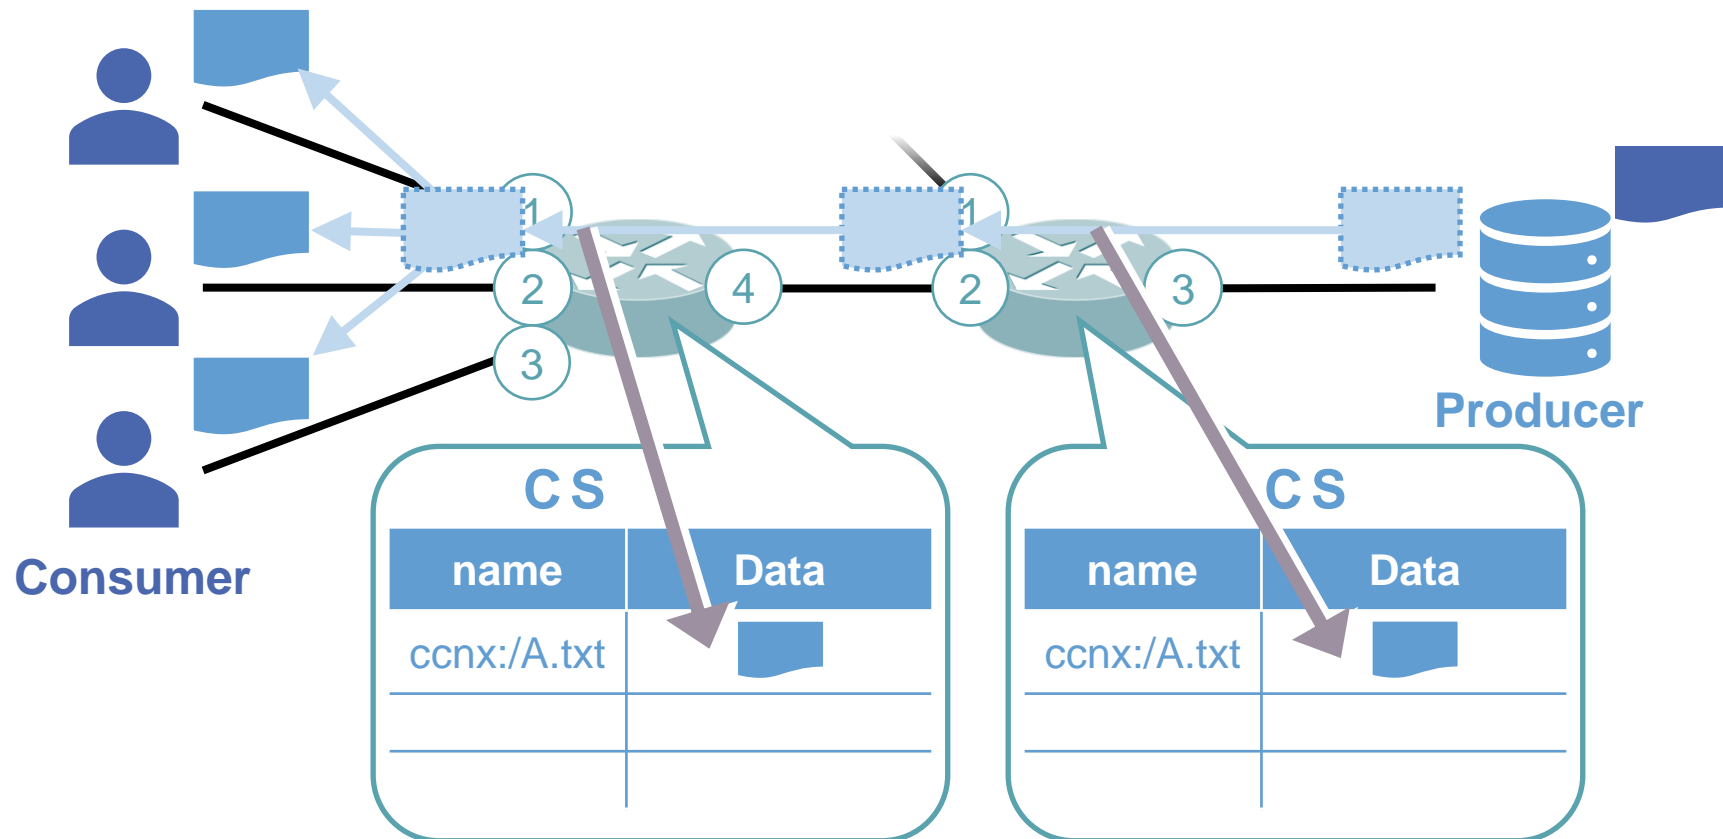 1
1
2
4
2
3
3
Producer
CS
CS
name Data
name Data
Consumer
ccnx:/A.txt
ccnx:/A.txt